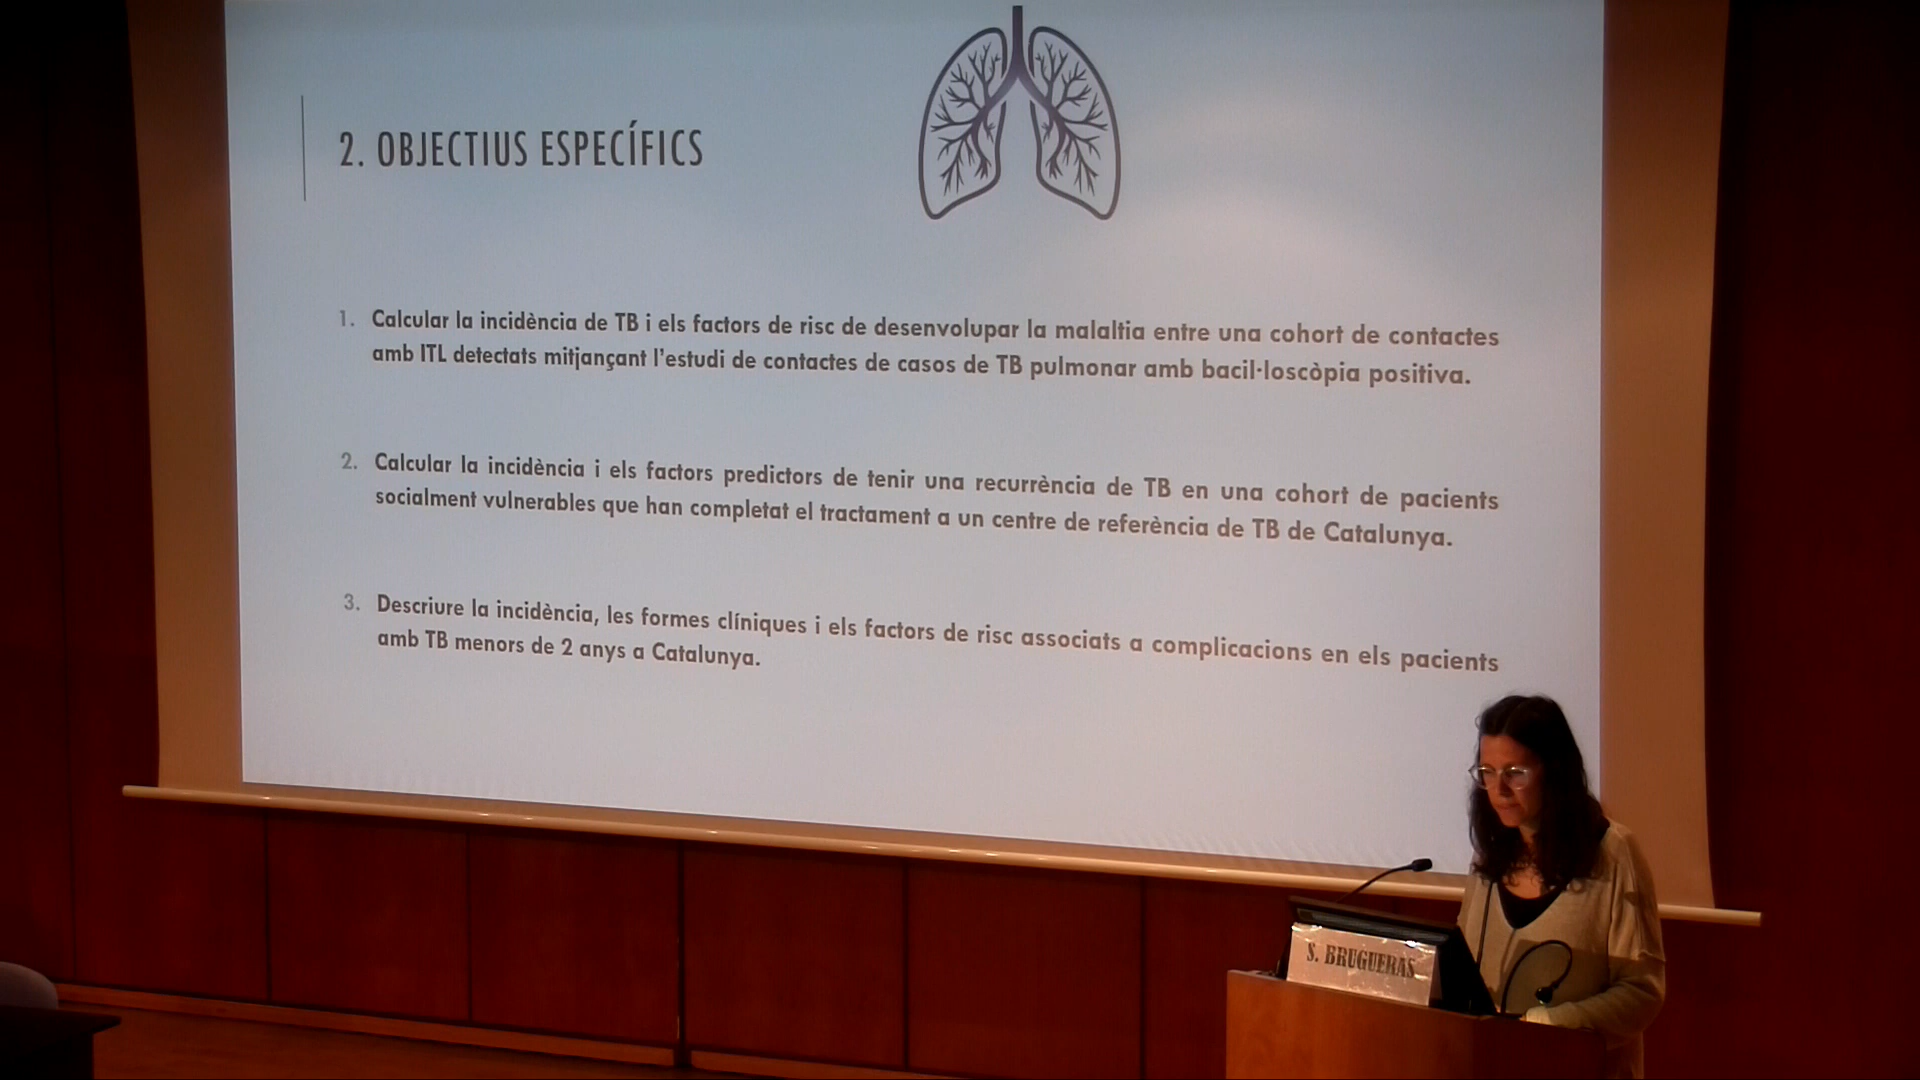 2. OBJECTIUS ESPECÍFICS
1. Calcular la incidència de TB i els factors de risc de desenvolupar la malaltia entre una cohort de contactes
amb ITL detectats mitjançant l'estudi de contactes de casos de TB pulmonar amb bacil·loscòpia positiva.
2. Calcular la incidència i els factors predictors de tenir una recurrència de TB en una cohort de pacients
socialment vulnerables que han completat el tractament a un centre de referència de TB de Catalunya.
3. Descriure la incidència, les formes clíniques i els factors de risc associats a complicacions en els pacients
amb TB menors de 2 anys a Catalunya.
S. BRUGUERAS